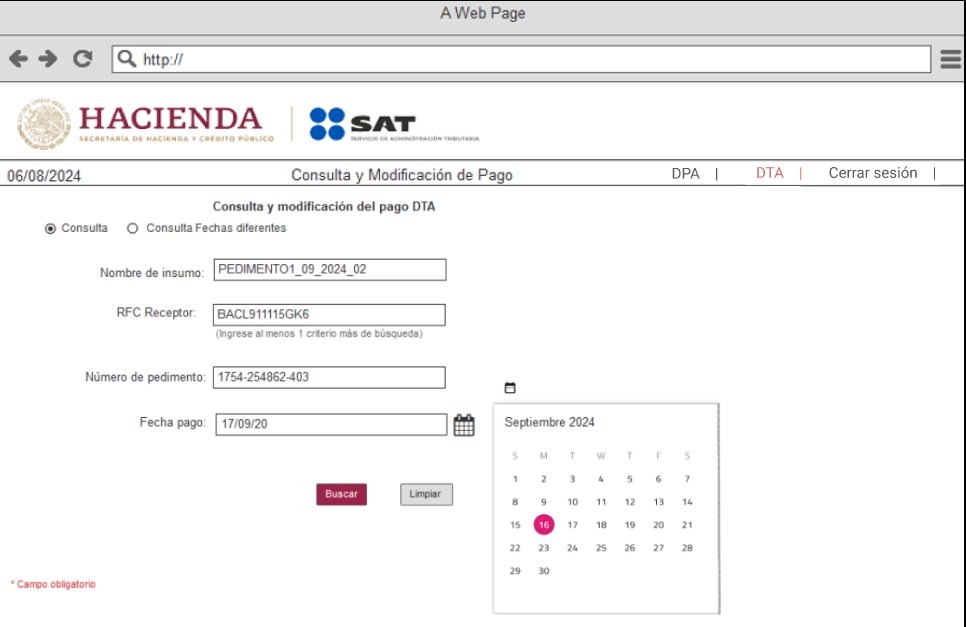 A Web Page
http://
HACIENDA
SECRETARÍA DE HACIENDA Y CRÉDITO PÚBLICO
SAT
SERVICIO DE ADMINISTRACIÓN TRIBUTARIA
06/08/2024 Consulta y Modificación de Pago DPA | DTA | Cerrar sesión |
Consulta y modificación del pago DTA
Consulta Consulta Fechas diferentes
Nombre de insumo: PEDIMENTO1_09_2024_02
RFC Receptor: BACL911115GK6
(Ingrese al menos 1 criterio más de búsqueda)
Número de pedimento: 1754-254862-403
Fecha pago: 17/09/20
Septiembre 2024
S M T W T F S
1 2 3 4 5 6 7
8 9 10 11 12 13 14
15 16 17 18 19 20 21
22 23 24 25 26 27 28
29 30
Buscar Limpiar
* Campo obligatorio